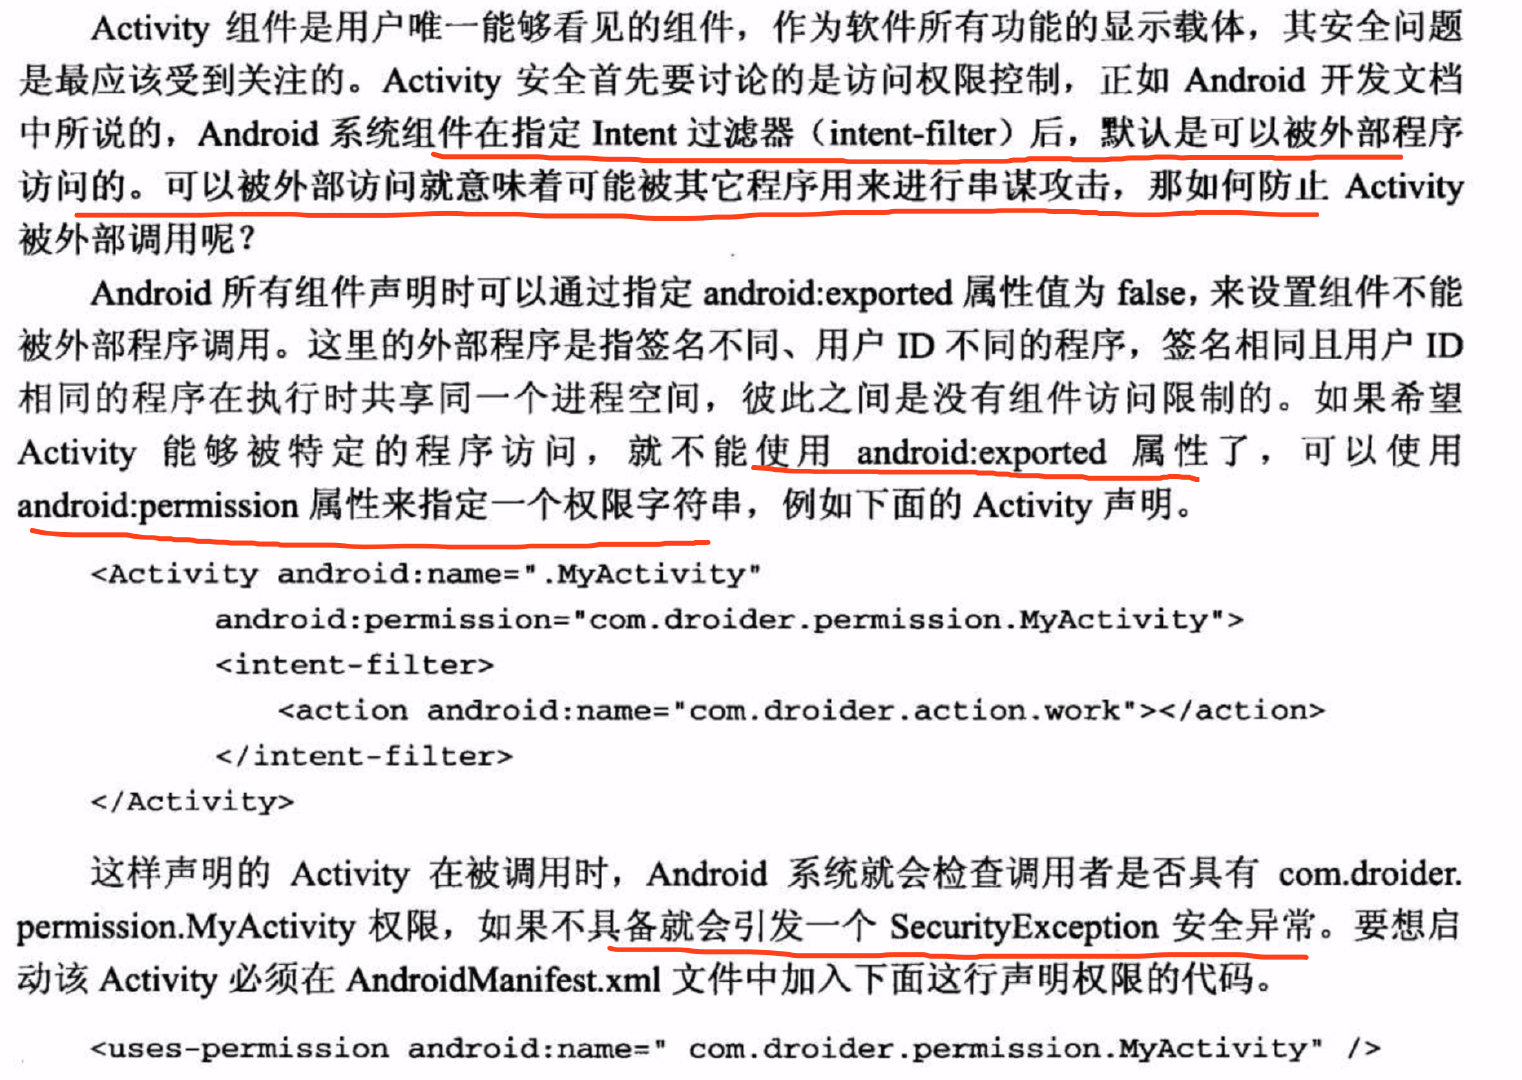 Activity 组件是用户唯一能够看见的组件，作为软件所有功能的显示载体，其安全问题
是最应该受到关注的。Activity 安全首先要讨论的是访问权限控制，正如 Android 开发文档
中所说的，Android 系统组件在指定 Intent 过滤器（intent-filter）后，默认是可以被外部程序
访问的。可以被外部访问就意味着可能被其它程序用来进行串谋攻击，那如何防止 Activity
被外部调用呢？
Android 所有组件声明时可以通过指定 android:exported 属性值为 false，来设置组件不能
被外部程序调用。这里的外部程序是指签名不同、用户 ID 不同的程序，签名相同且用户 ID
相同的程序在执行时共享同一个进程空间，彼此之间是没有组件访问限制的。如果希望
Activity 能够被特定的程序访问，就不能使用 android:exported 属性了，可以使用
android:permission 属性来指定一个权限字符串，例如下面的 Activity 声明。
<Activity android:name=".MyActivity"
android:permission="com.droider.permission.MyActivity">
<intent-filter>
<action android:name="com.droider.action.work"></action>
</intent-filter>
</Activity>
这样声明的 Activity 在被调用时，Android 系统就会检查调用者是否具有 com.droider.
permission.MyActivity 权限，如果不具备就会引发一个 SecurityException 安全异常。要想启
动该 Activity 必须在 AndroidManifest.xml 文件中加入下面这行声明权限的代码。
<uses-permission android:name=" com.droider.permission.MyActivity" />